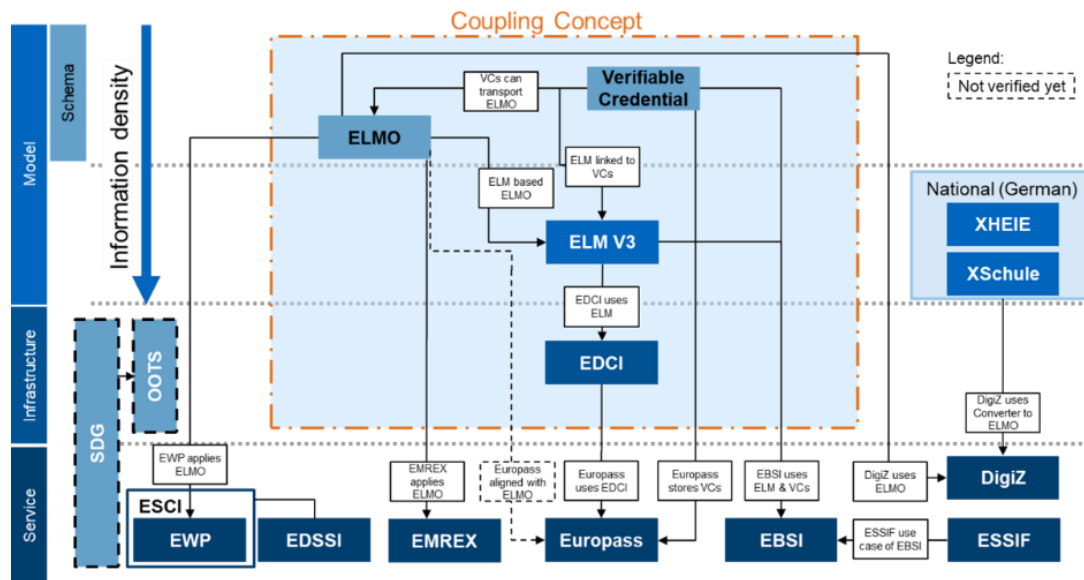 Coupling Concept
Model
Schema
Information density
Legend:
Not verified yet
VCs can
transport
ELMO
Verifiable
Credential
ELMO
ELM based
ELMO
ELM linked to
VCs
National (German)
XHEIE
XSchule
ELM V3
EDCI uses
ELM
Infrastructure
SDG
OOTS
EDCI
DigiZ uses
Converter to
ELMO
Service
EWP applies
ELMO
EMREX
applies
ELMO
Europass
aligned with
ELMO
Europass
uses EDCI
Europass
stores VCs
EBSI uses
ELM & VCs
DigiZ uses
ELMO
DigiZ
ESCI
EWP
EDSSI
EMREX
Europass
EBSI
ESSIF use
case of EBSI
ESSIF